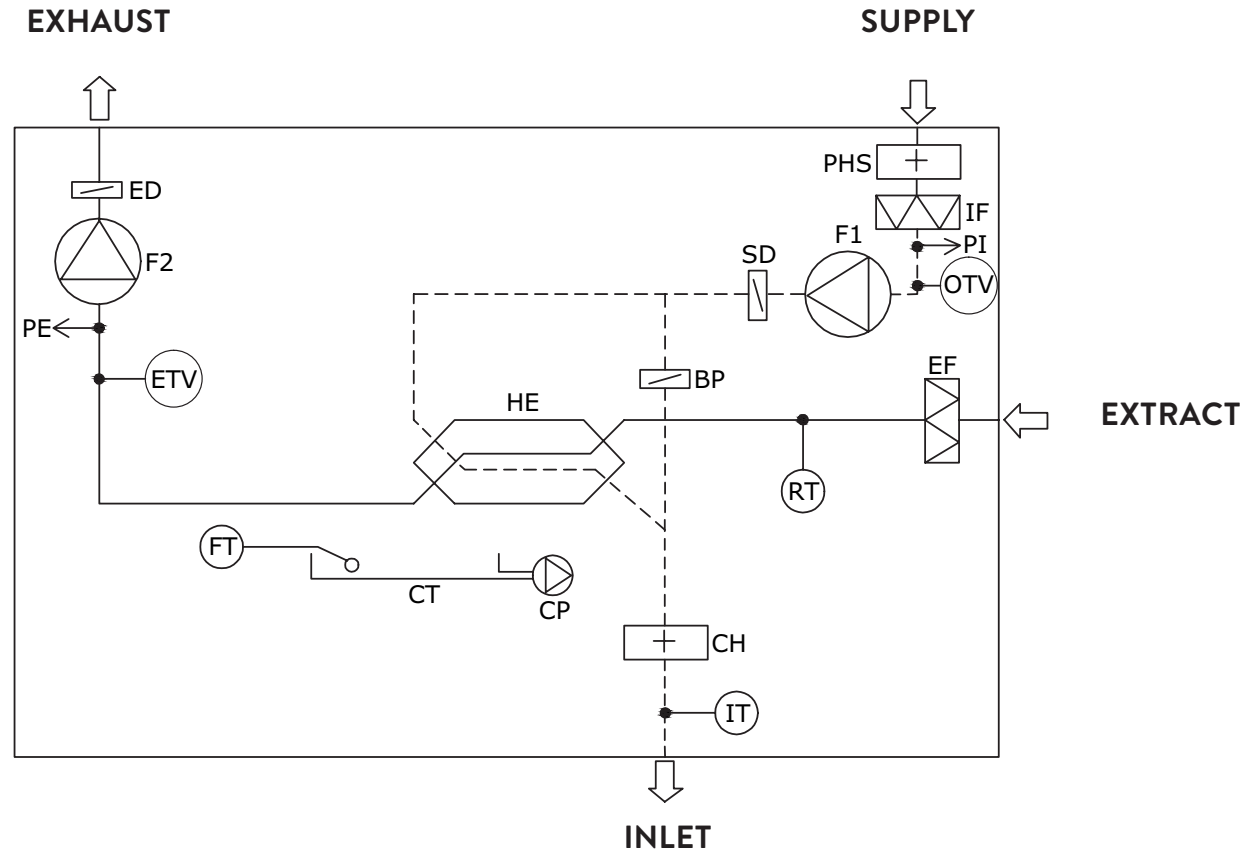 EXHAUST
SUPPLY
PHS
ED
IF
F1
PI
SD
F2
OTV
PE
EF
ETV
BP
HE
EXTRACT
RT
FT
CT
CP
CH
IT
INLET